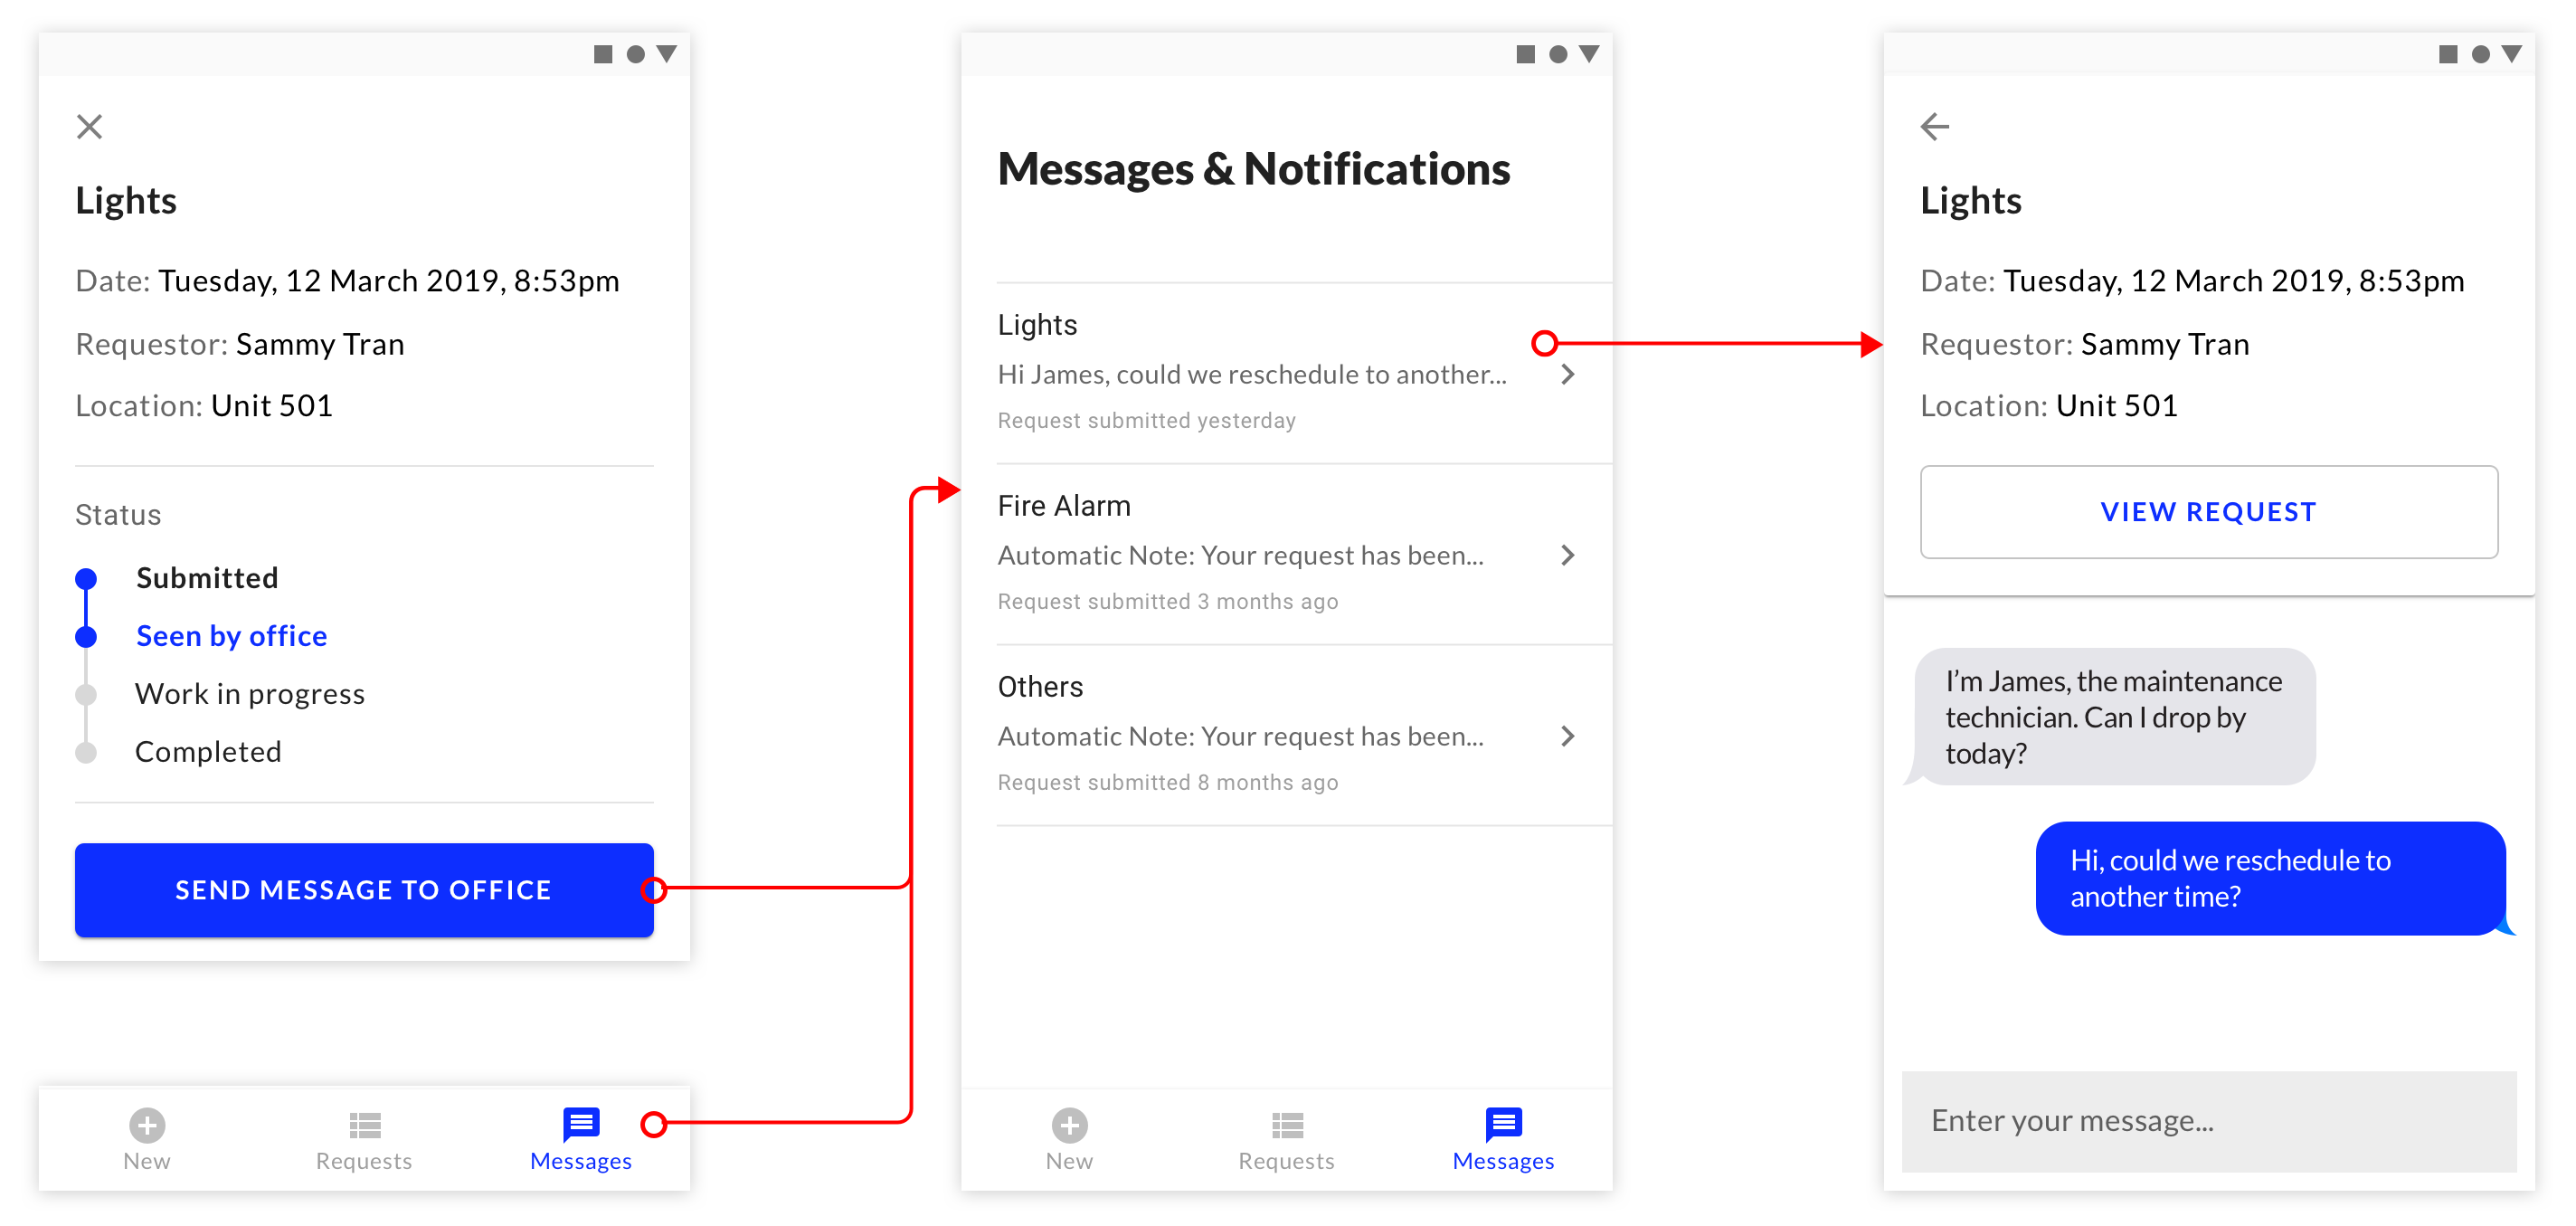 Lights
Date: Tuesday, 12 March 2019, 8:53pm
Requestor: Sammy Tran
Location: Unit 501
Status
Submitted
Seen by office
Work in progress
Completed
SEND MESSAGE TO OFFICE
New
Requests
Messages
Messages & Notifications
Lights
Hi James, could we reschedule to another...
Request submitted yesterday
Fire Alarm
Automatic Note: Your request has been...
Request submitted 3 months ago
Others
Automatic Note: Your request has been...
Request submitted 8 months ago
New
Requests
Messages
Lights
Date: Tuesday, 12 March 2019, 8:53pm
Requestor: Sammy Tran
Location: Unit 501
VIEW REQUEST
I’m James, the maintenance
technician. Can I drop by
today?
Hi, could we reschedule to
another time?
Enter your message...